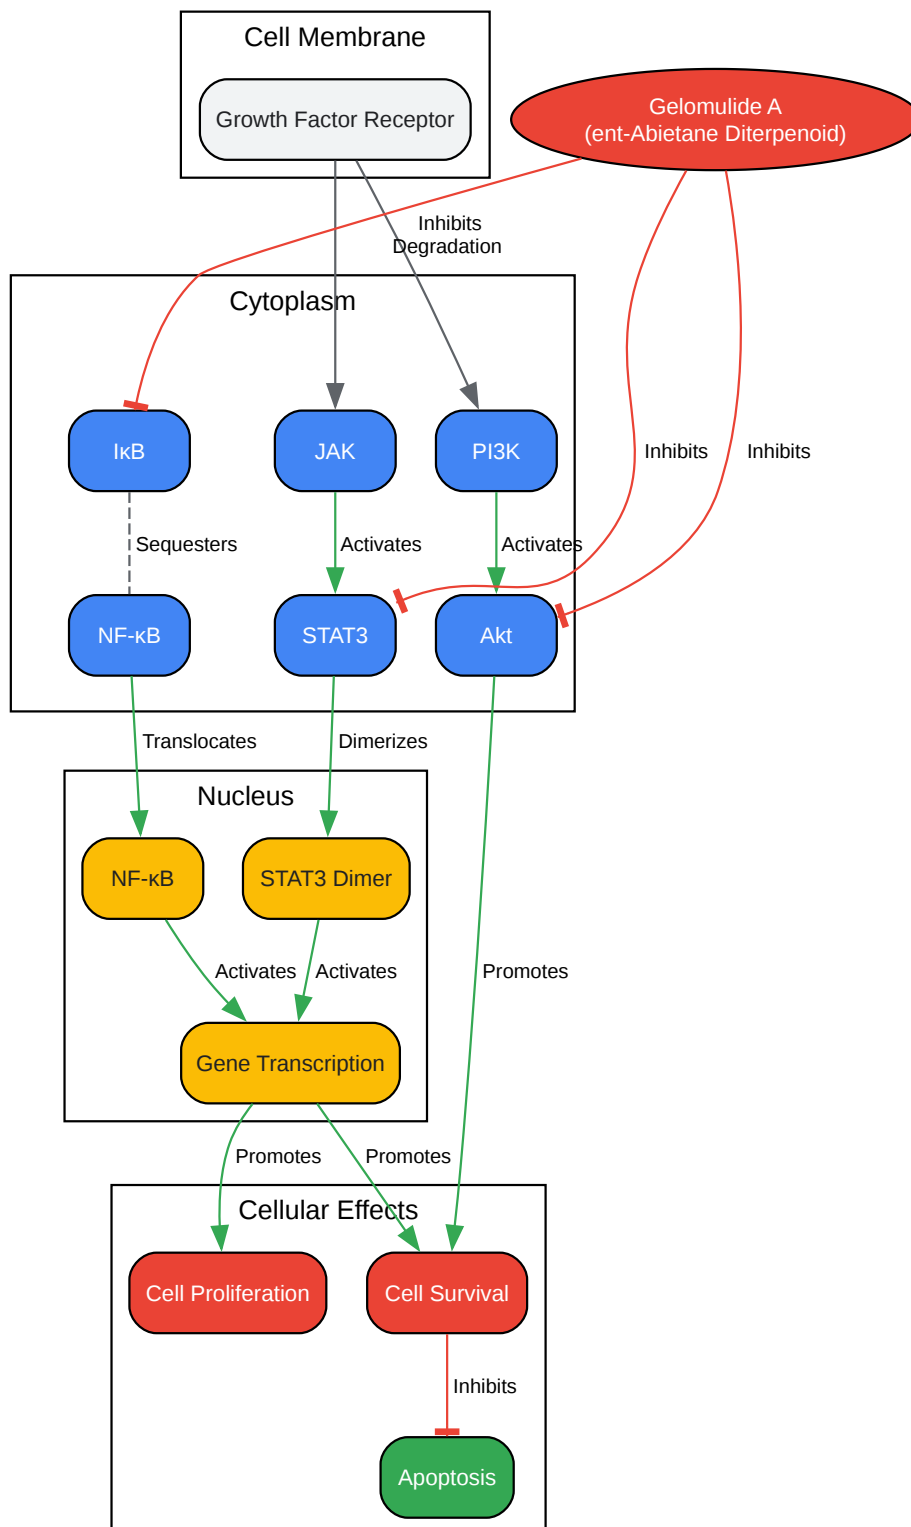 Cell Membrane
Growth Factor Receptor
Gelomulide A
(ent-Abietane Diterpenoid)
Inhibits
Degradation
Cytoplasm
IκB
JAK
PI3K
Inhibits
Inhibits
Sequesters
Activates
Activates
NF-κB
STAT3
Akt
Translocates
Dimerizes
Nucleus
NF-κB
STAT3 Dimer
Activates
Activates
Promotes
Gene Transcription
Promotes
Promotes
Cellular Effects
Cell Proliferation
Cell Survival
Inhibits
Apoptosis